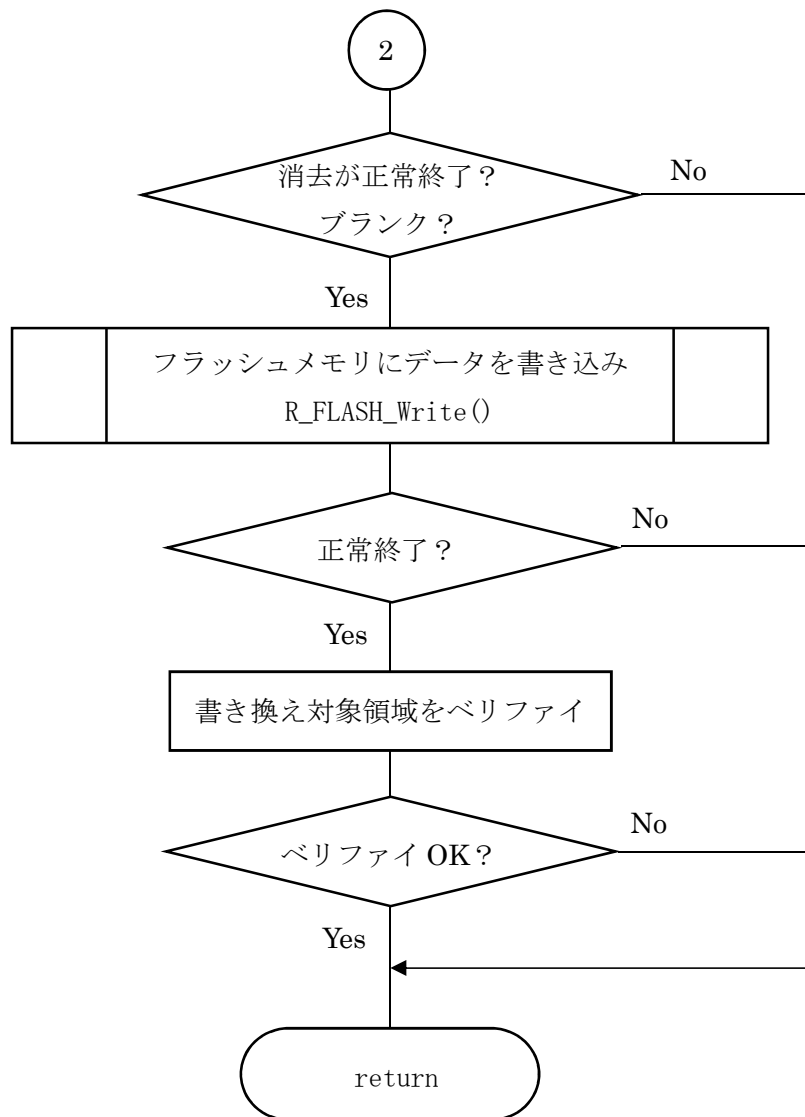 2
消去が正常終了？
ブランク？
No
Yes
フラッシュメモリにデータを書き込み
R_FLASH_Write()
正常終了？
No
Yes
書き換え対象領域をベリファイ
ベリファイ OK？
No
Yes
return